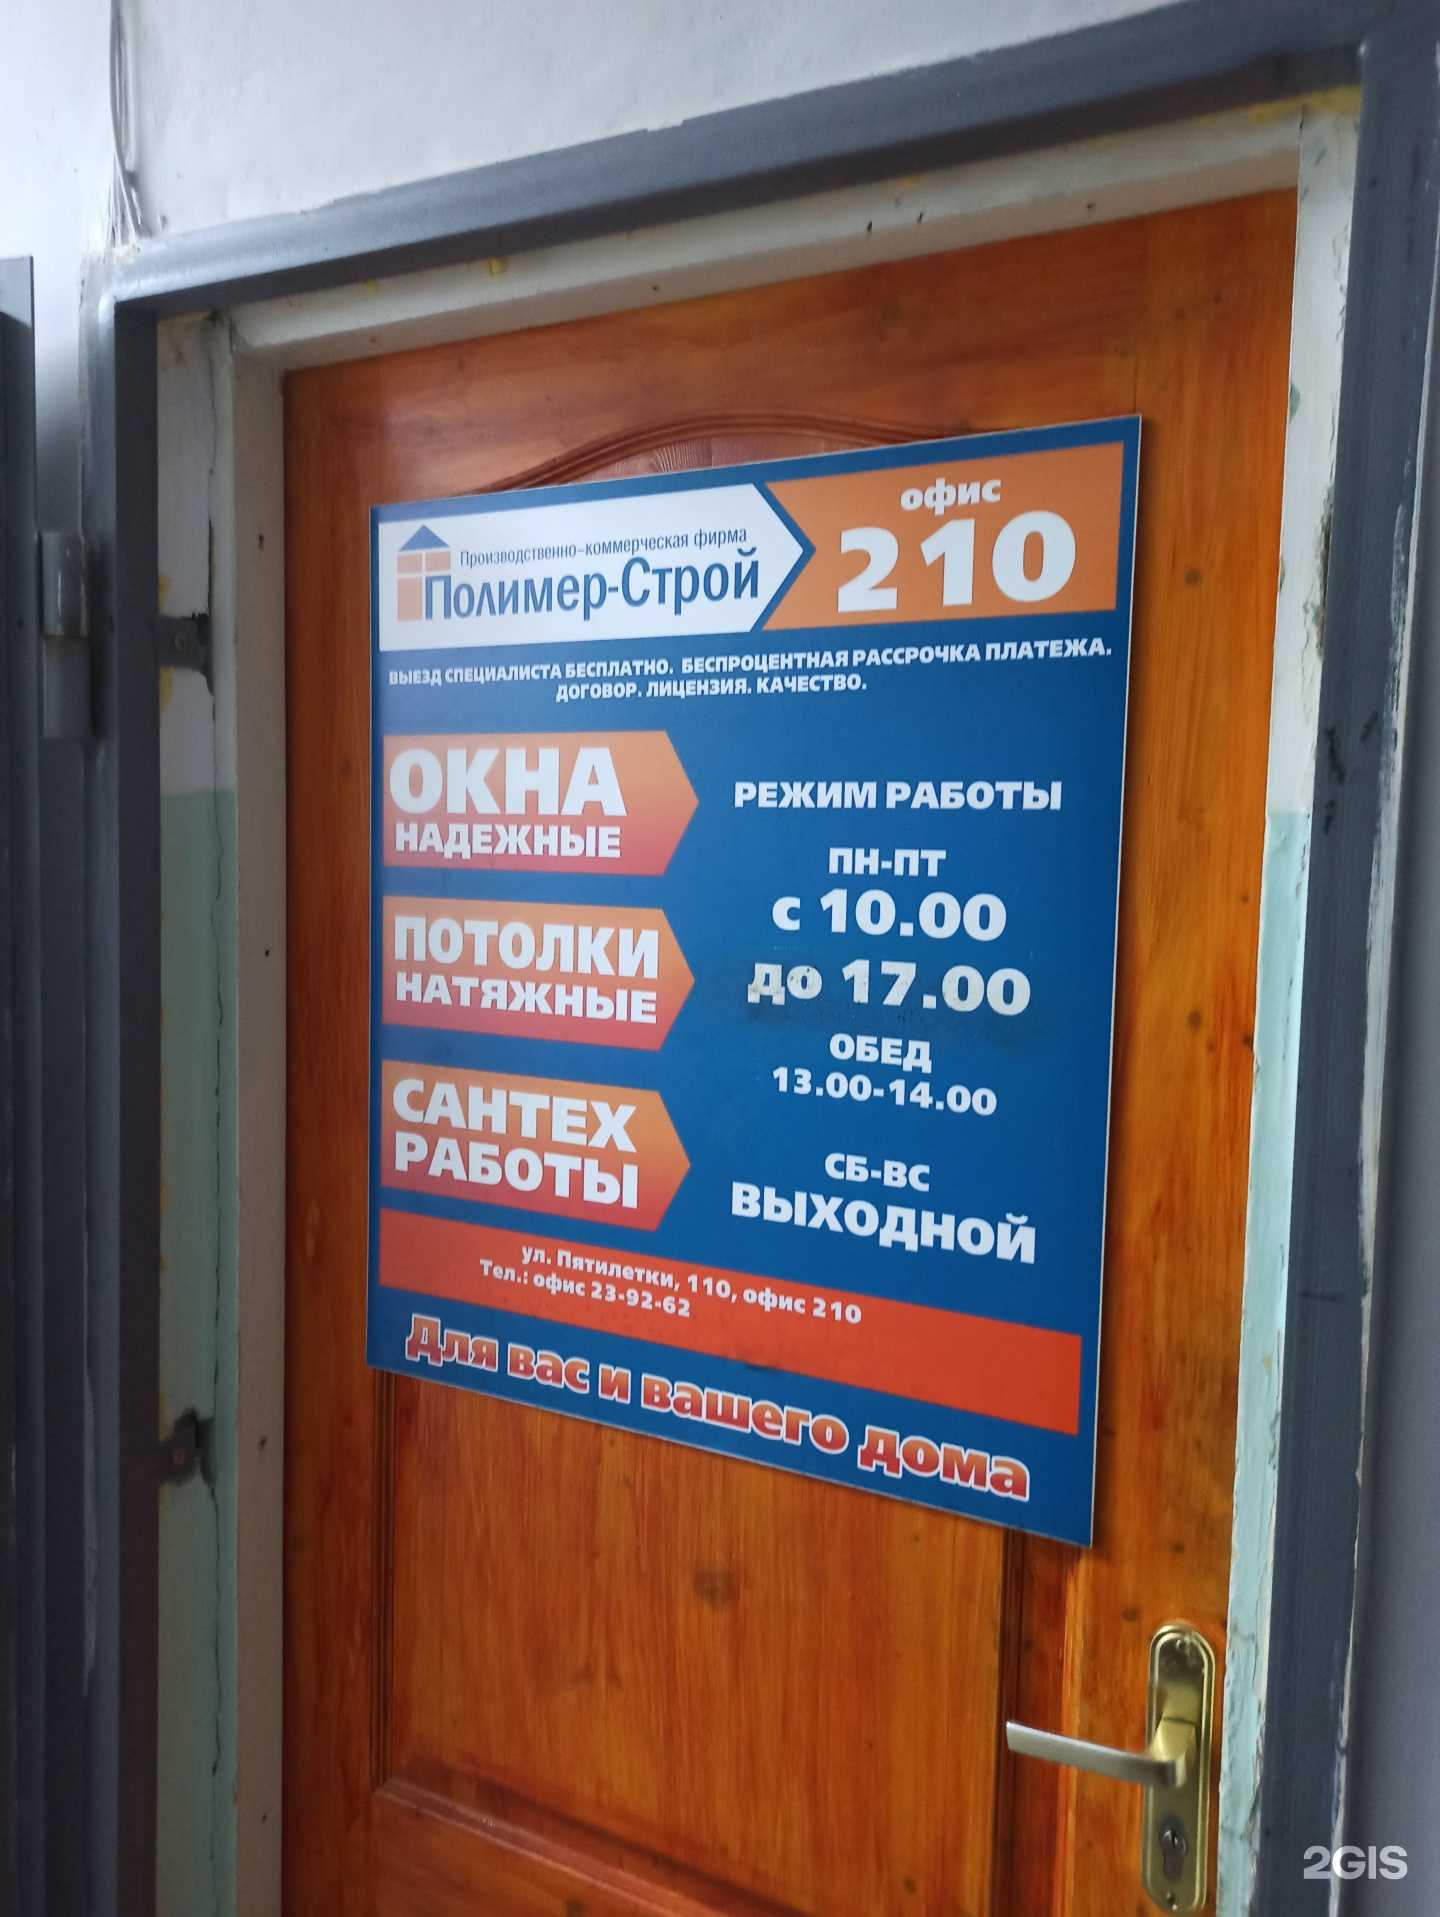 Производственно-коммерческая фирма
Полимер-Строй
офис
210
ВЫЕЗД СПЕЦИАЛИСТА БЕСПЛАТНО. БЕСПРОЦЕНТНАЯ РАССРОЧКА ПЛАТЕЖА.
ДОГОВОР. ЛИЦЕНЗИЯ. КАЧЕСТВО.
ОКНА
НАДЕЖНЫЕ
ПОТОЛКИ
НАТЯЖНЫЕ
САНТЕХ
РАБОТЫ
РЕЖИМ РАБОТЫ
ПН-ПТ
с 10.00
до 17.00
ОБЕД
13.00-14.00
СБ-ВС
ВЫХОДНОЙ
ул. Пятилетки, 110, офис 210
Тел.: офис 23-92-62
Для вас и вашего дома
2GIS